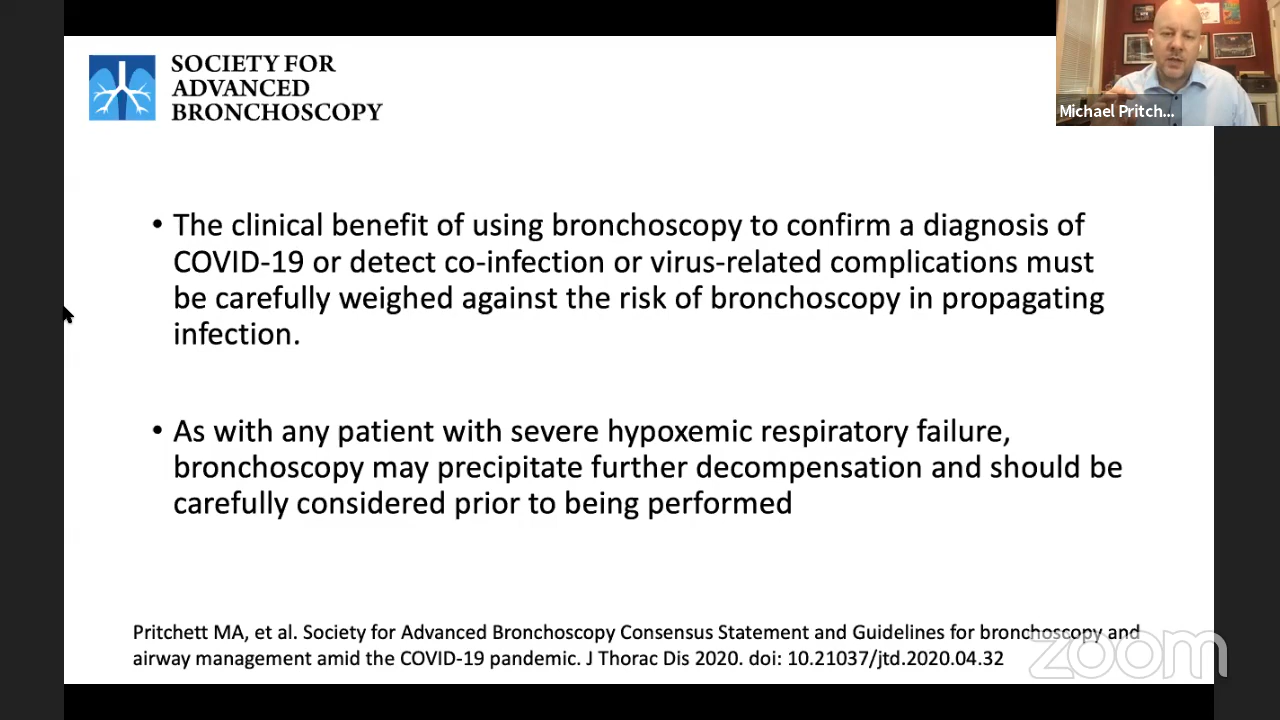 SOCIETY FOR
ADVANCED
BRONCHOSCOPY
Michael Pritch...
• The clinical benefit of using bronchoscopy to confirm a diagnosis of
COVID-19 or detect co-infection or virus-related complications must
be carefully weighed against the risk of bronchoscopy in propagating
infection.
• As with any patient with severe hypoxemic respiratory failure,
bronchoscopy may precipitate further decompensation and should be
carefully considered prior to being performed
Pritchett MA, et al. Society for Advanced Bronchoscopy Consensus Statement and Guidelines for bronchoscopy and
airway management amid the COVID-19 pandemic. J Thorac Dis 2020. doi: 10.21037/jtd.2020.04.32
zoom